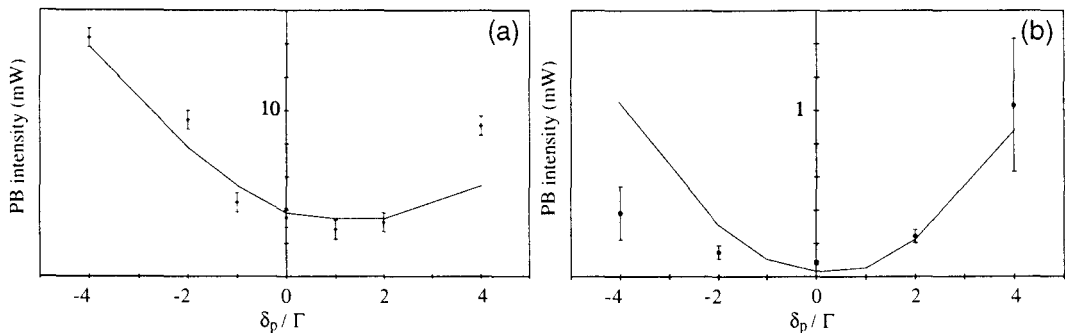 (a)
PB intensity (mW)
10
-4 -2 0 2 4
δp / Γ
(b)
PB intensity (mW)
1
-4 -2 0 2 4
δp / Γ